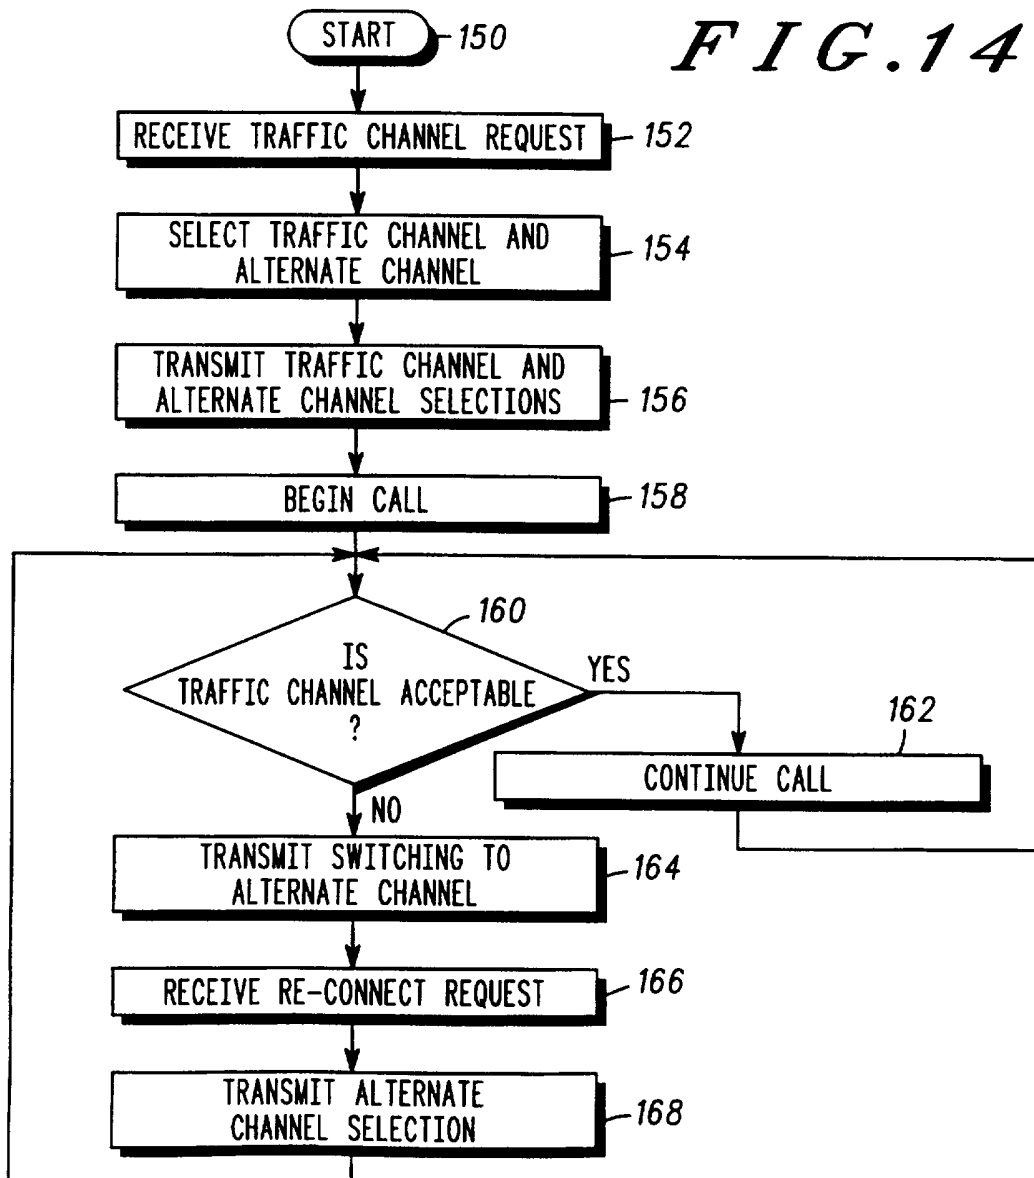 START
150
FIG.14
RECEIVE TRAFFIC CHANNEL REQUEST
152
SELECT TRAFFIC CHANNEL AND
ALTERNATE CHANNEL
154
TRANSMIT TRAFFIC CHANNEL AND
ALTERNATE CHANNEL SELECTIONS
156
BEGIN CALL
158
160
IS
TRAFFIC CHANNEL ACCEPTABLE
?
YES
162
CONTINUE CALL
NO
TRANSMIT SWITCHING TO
ALTERNATE CHANNEL
164
RECEIVE RE-CONNECT REQUEST
166
TRANSMIT ALTERNATE
CHANNEL SELECTION
168